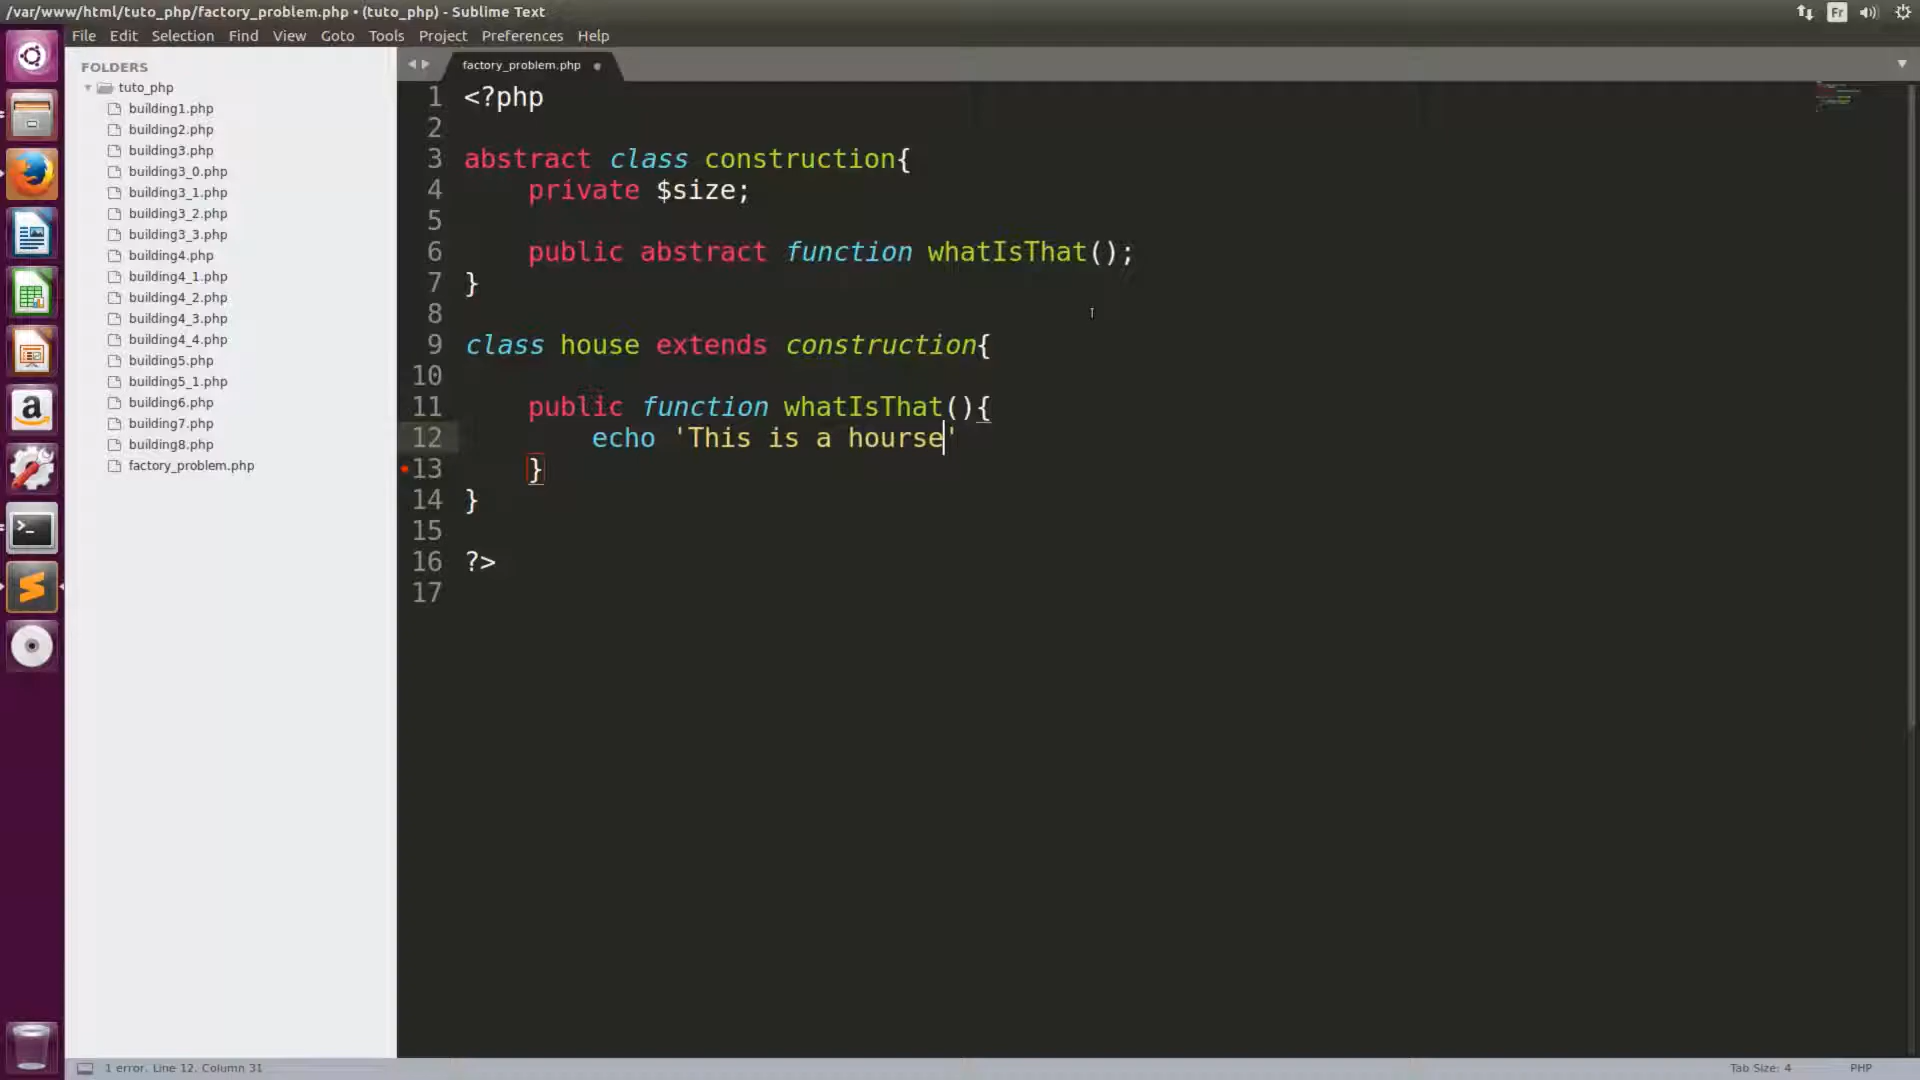 /var/www/html/tuto_php/factory_problem.php • (tuto_php) - Sublime Text
Fr
File Edit Selection Find View Goto Tools Project Preferences Help
FOLDERS
tuto_php
building1.php
building2.php
building3.php
building3_0.php
building3_1.php
building3_2.php
building3_3.php
building4.php
building4_1.php
building4_2.php
building4_3.php
building4_4.php
building5.php
building5_1.php
building6.php
building7.php
building8.php
factory_problem.php
factory_problem.php
1 <?php
2
3 abstract class construction{
4 private $size;
5
6 public abstract function whatIsThat();
7 }
8
9 class house extends construction{
10
11 public function whatIsThat(){
12 echo 'This is a hourse'
13 }
14 }
15
16 ?>
17
1 error. Line 12, Column 31
Tab Size: 4 PHP